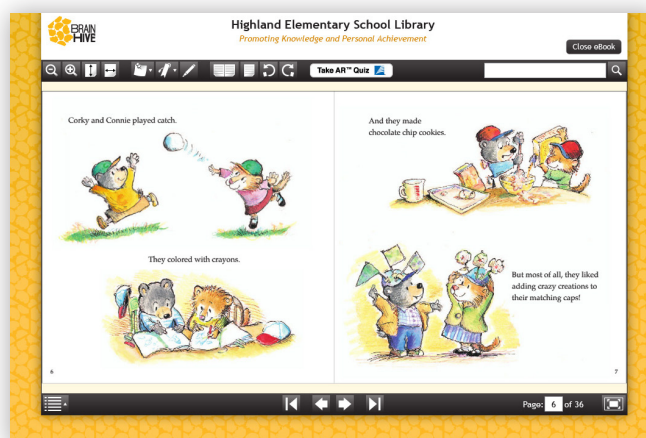 BRAIN
HIVE
Highland Elementary School Library
Promoting Knowledge and Personal Achievement
Close eBook
Take AR™ Quiz
Corky and Connie played catch.
They colored with crayons.
6
And they made
chocolate chip cookies.
But most of all, they liked
adding crazy creations to
their matching caps!
7
Page: 6 of 36